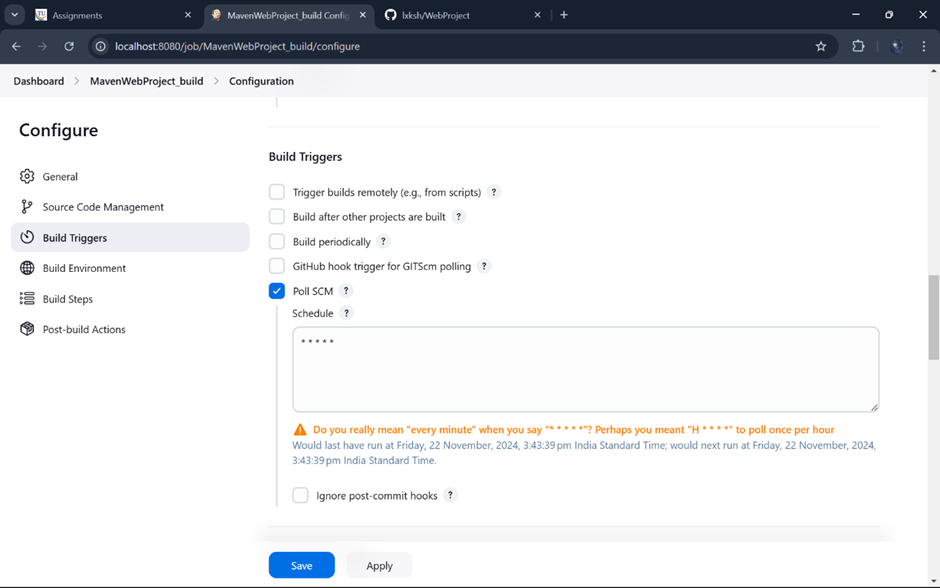 Assignments
MavenWebProject_build Config
lxksh/WebProject
localhost:8080/job/MavenWebProject_build/configure
Dashboard > MavenWebProject_build > Configuration
Configure
General
Source Code Management
Build Triggers
Build Environment
Build Steps
Post-build Actions
Build Triggers
Trigger builds remotely (e.g., from scripts) ?
Build after other projects are built ?
Build periodically ?
GitHub hook trigger for GITScm polling ?
Poll SCM ?
Schedule ?
* * * * *
Do you really mean "every minute" when you say "* * * * *"? Perhaps you meant "H * * * *" to poll once per hour
Would last have run at Friday, 22 November, 2024, 3:43:39 pm India Standard Time; would next run at Friday, 22 November, 2024,
3:43:39 pm India Standard Time.
Ignore post-commit hooks ?
Save
Apply